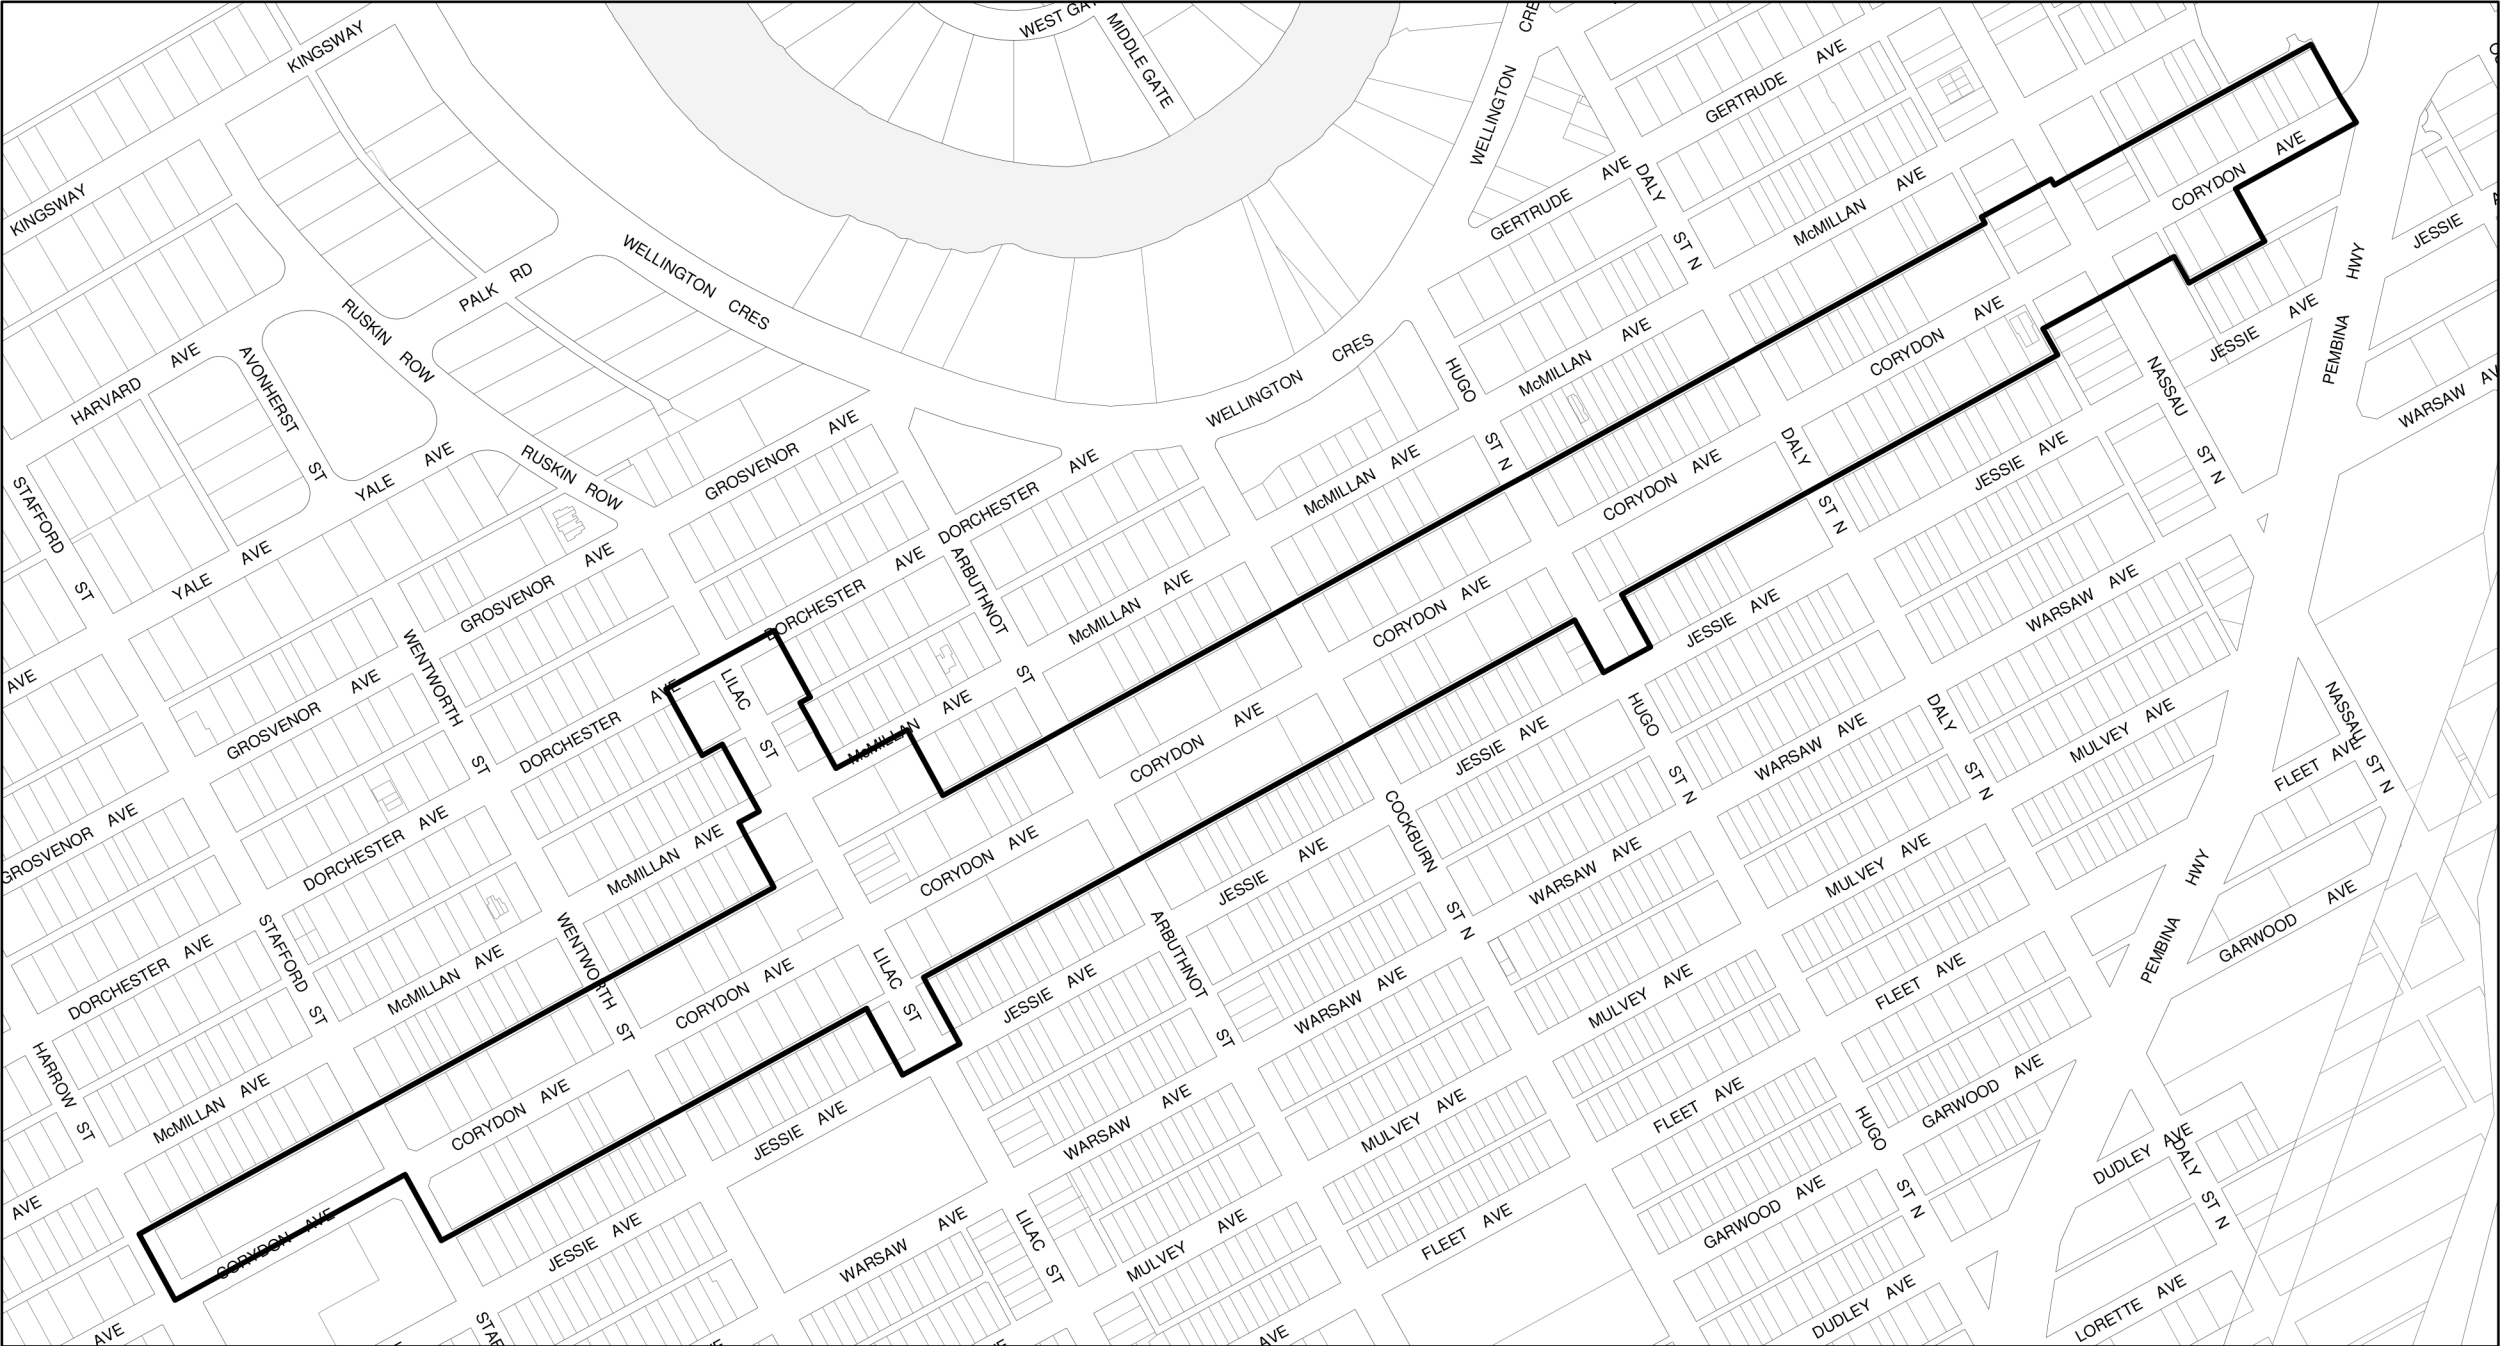 WEST GATE
MIDDLE GATE
KINGSWAY
KINGSWAY
WELLINGTON CRES
GERTRUDE AVE
GERTRUDE AVE
DALY ST N
McMILLAN AVE
CORYDON AVE
JESSIE AVE
PEMBINA HWY
PALK RD
WELLINGTON CRES
RUSKIN ROW
HARVARD AVE
AVONHERST ST
WELLINGTON CRES
HUGO ST N
McMILLAN AVE
CORYDON AVE
JESSIE AVE
NASSAU ST N
WARSAW AVE
STAFFORD ST
YALE AVE
YALE AVE
RUSKIN ROW
GROSVENOR AVE
DORCHESTER AVE
McMILLAN AVE
CORYDON AVE
DALY ST N
JESSIE AVE
GROSVENOR AVE
DORCHESTER AVE
ARBUTHNOT ST
McMILLAN AVE
CORYDON AVE
JESSIE AVE
WARSAW AVE
AVE
GROSVENOR AVE
WENTWORTH ST
DORCHESTER AVE
LILAC ST
McMILLAN AVE
CORYDON AVE
JESSIE AVE
HUGO ST N
WARSAW AVE
DALY ST N
MULVEY AVE
NASSAU ST N
FLEET AVE
GROSVENOR AVE
DORCHESTER AVE
McMILLAN AVE
CORYDON AVE
JESSIE AVE
COCKBURN ST N
WARSAW AVE
MULVEY AVE
PEMBINA HWY
GARWOOD AVE
STAFFORD ST
DORCHESTER AVE
McMILLAN AVE
WENTWORTH ST
CORYDON AVE
LILAC ST
JESSIE AVE
ARBUTHNOT ST
WARSAW AVE
MULVEY AVE
FLEET AVE
HARROW ST
McMILLAN AVE
CORYDON AVE
JESSIE AVE
WARSAW AVE
MULVEY AVE
FLEET AVE
HUGO ST N
GARWOOD AVE
DUDLEY AVE
DALY ST N
AVE
CORYDON AVE
JESSIE AVE
WARSAW AVE
LILAC ST
MULVEY AVE
FLEET AVE
GARWOOD AVE
DUDLEY AVE
LORETTE AVE
AVE
AVE